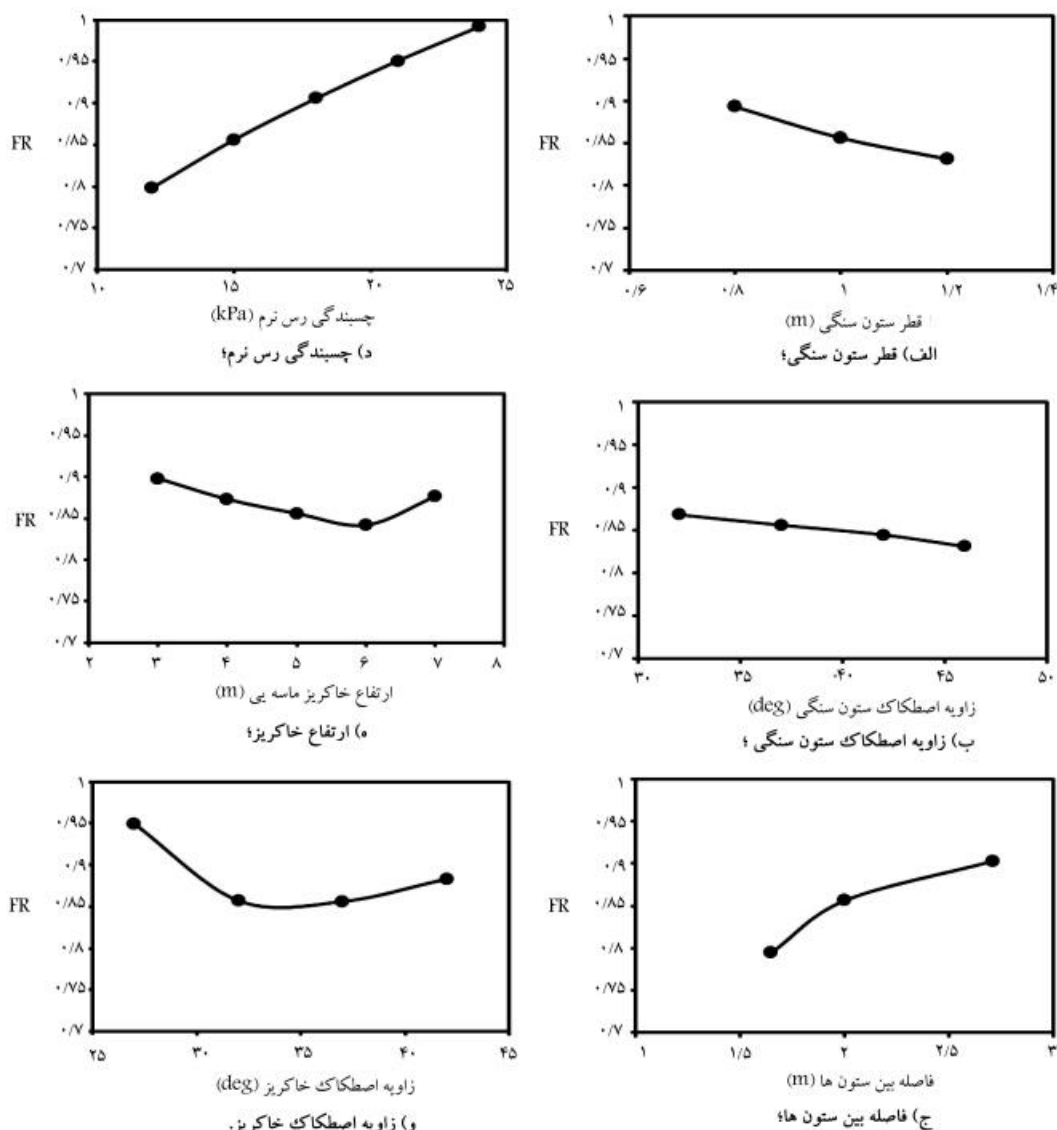 ۱
۰/۹۵
۰/۹
۰/۸۵
۰/۸
۰/۷۵
۰/۷
FR
۰/۶ ۰/۸ ۱ ۱/۲ ۱/۴
قطر ستون سنگی (m)
الف) قطر ستون سنگی؛
۱
۰/۹۵
۰/۹
۰/۸۵
۰/۸
۰/۷۵
۰/۷
FR
۳۰ ۳۵ ۰۴۰ ۴۵ ۵۰
زاویه اصطکاک ستون سنگی (deg)
ب) زاویه اصطکاک ستون سنگی ؛
۱
۰/۹۵
۰/۹
۰/۸۵
۰/۸
۰/۷۵
۰/۷
FR
۱ ۱/۵ ۲ ۲/۵ ۳
فاصله بین ستون ها (m)
ج) فاصله بین ستون ها؛
۱
۰/۹۵
۰/۹
۰/۸۵
۰/۸
۰/۷۵
۰/۷
FR
۱۰ ۱۵ ۲۰ ۲۵
چسبندگی رس نرم (kPa)
د) چسبندگی رس نرم؛
۱
۰/۹۵
۰/۹
۰/۸۵
۰/۸
۰/۷۵
۰/۷
FR
۲ ۳ ۴ ۵ ۶ ۷ ۸
ارتفاع خاکریز ماسه یی (m)
ه) ارتفاع خاکریز؛
۱
۰/۹۵
۰/۹
۰/۸۵
۰/۸
۰/۷۵
۰/۷
FR
۲۵ ۳۰ ۳۵ ۴۰ ۴۵
زاویه اصطکاک خاکریز (deg)
و) زاویه اصطکاک خاکریز.